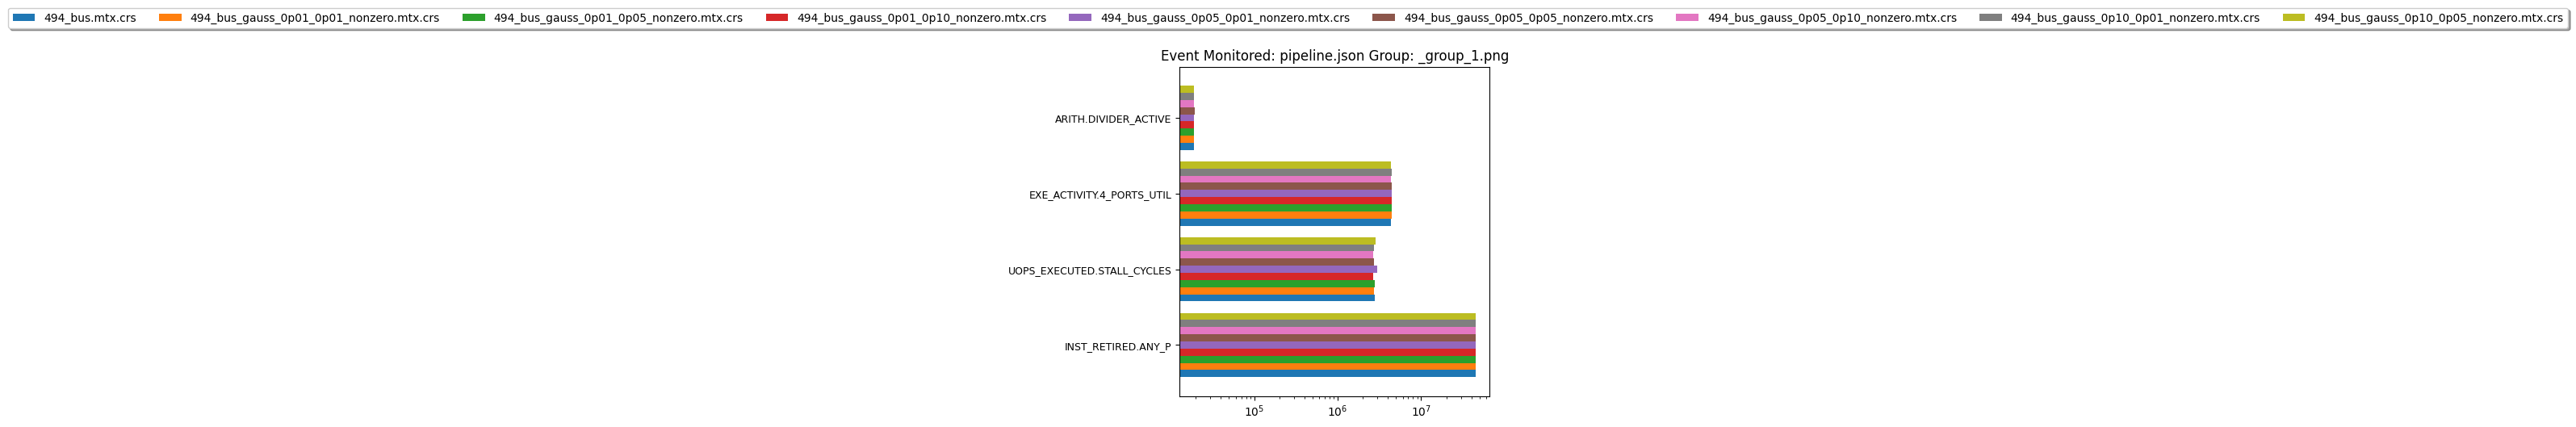 494_bus.mtx.crs 494_bus_gauss_0p01_0p01_nonzero.mtx.crs 494_bus_gauss_0p01_0p05_nonzero.mtx.crs 494_bus_gauss_0p01_0p10_nonzero.mtx.crs 494_bus_gauss_0p05_0p01_nonzero.mtx.crs 494_bus_gauss_0p05_0p05_nonzero.mtx.crs 494_bus_gauss_0p05_0p10_nonzero.mtx.crs 494_bus_gauss_0p10_0p01_nonzero.mtx.crs 494_bus_gauss_0p10_0p05_nonzero.mtx.crs
Event Monitored: pipeline.json Group: _group_1.png
ARITH.DIVIDER_ACTIVE
EXE_ACTIVITY.4_PORTS_UTIL
UOPS_EXECUTED.STALL_CYCLES
INST_RETIRED.ANY_P
10⁵ 10⁶ 10⁷